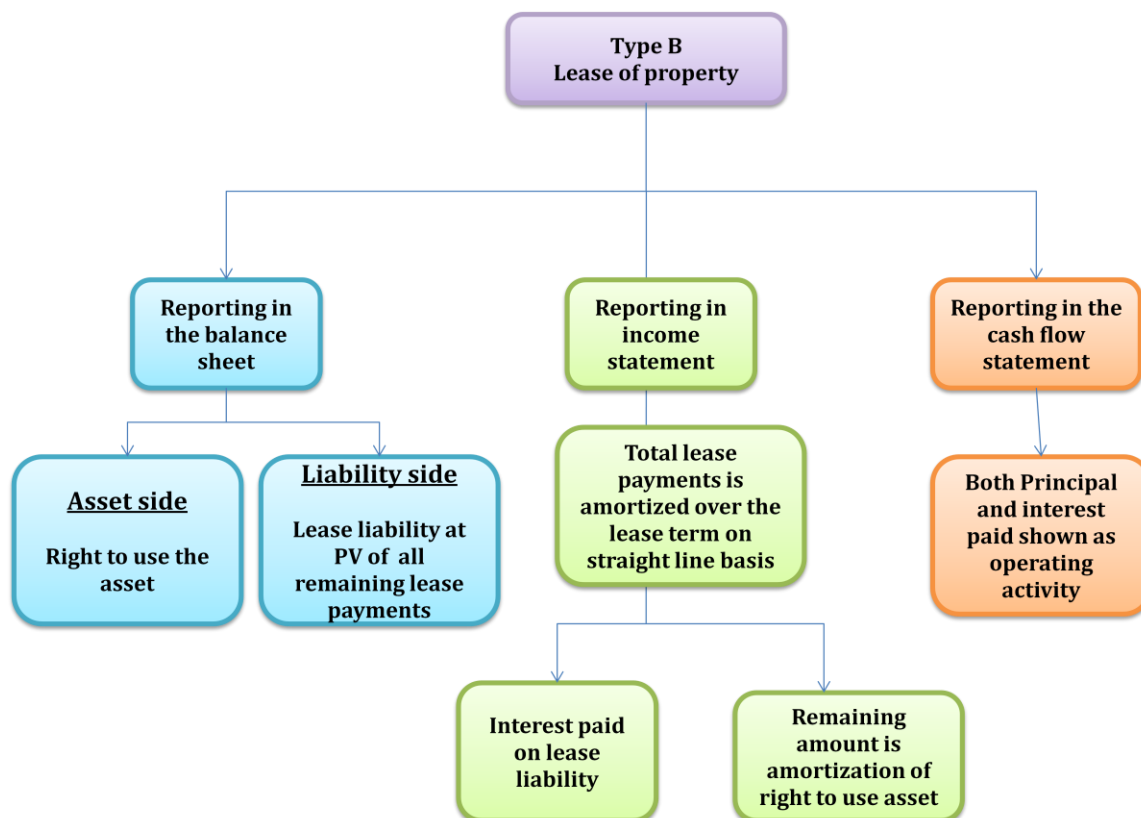 Type B
Lease of property
Reporting in
the balance
sheet
Reporting in
income
statement
Reporting in the
cash flow
statement
Asset side
Right to use the
asset
Liability side
Lease liability at
PV of all
remaining lease
payments
Total lease
payments is
amortized over the
lease term on
straight line basis
Both Principal
and interest
paid shown as
operating
activity
Interest paid
on lease
liability
Remaining
amount is
amortization of
right to use asset